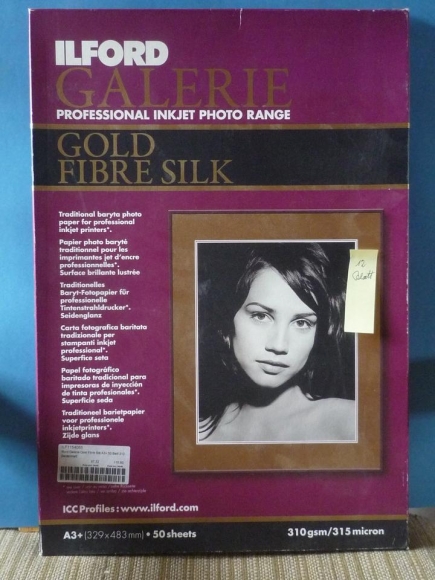 ILFORD
GALERIE
PROFESSIONAL INKJET PHOTO RANGE
GOLD
FIBRE SILK
Traditional baryta photo
paper for professional
inkjet printers*.
Papier photo baryté
traditionnel pour les
imprimantes jet d'encre
professionnelles*.
Surface brillante lustrée
Traditionelles
Baryt-Fotopapier für
professionelle
Tintenstrahldrucker*.
Seidenglanz
Carta fotografica baritata
tradizionale per
stampanti inkjet
professional*.
Superfice seta
Papel fotográfico
baritado tradicional para
impresoras de inyección
de tinta profesionales*.
Superficie seda
Traditioneel barietpapier
voor professionele
inkjetprinters*.
Zijde glans
12
Blatt
ICC Profiles: www.ilford.com
A3+ (329 x 483 mm) • 50 sheets
310 gsm/315 micron